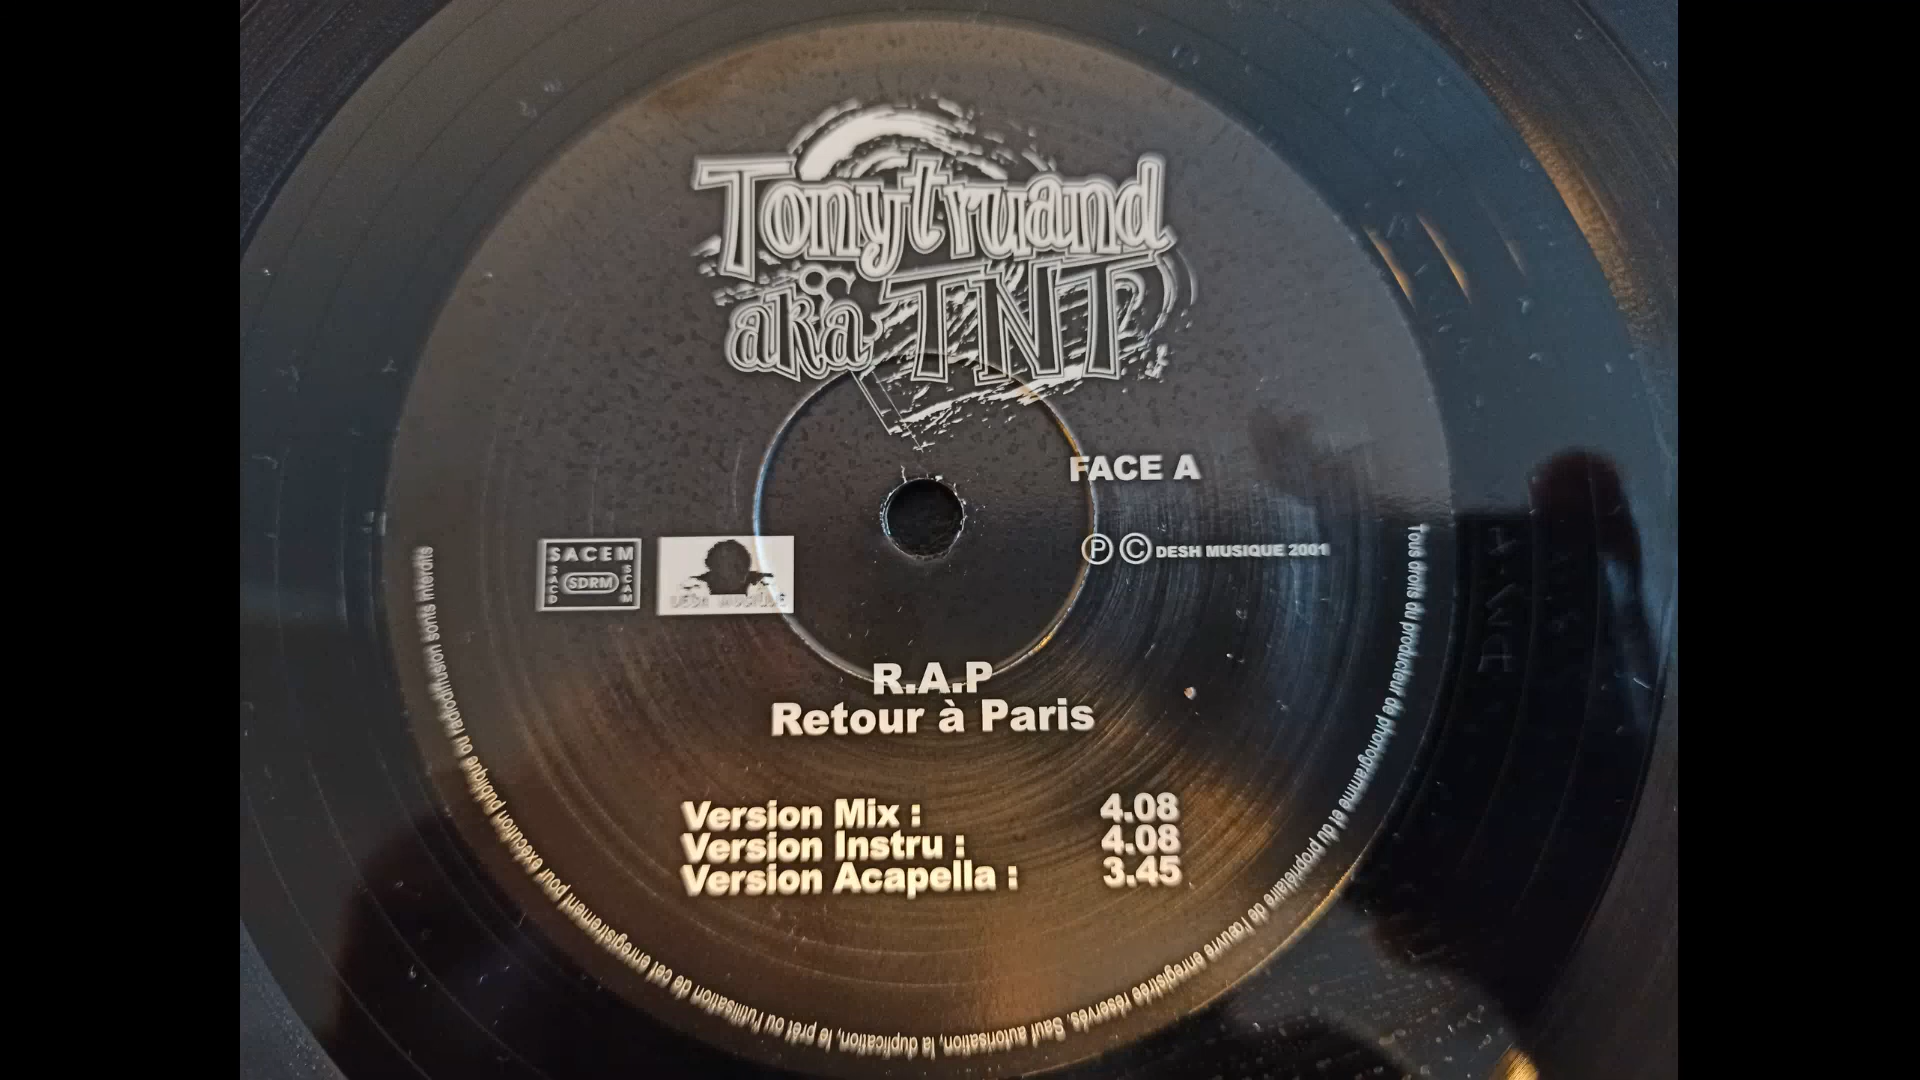 Tonytruand
aka TNT
FACE A
SACEM
SACD
SDRM
SCAM
DESH MUSIQUE
Ⓟ © DESH MUSIQUE 2001
R.A.P
Retour à Paris
Version Mix : 4.08
Version Instru : 4.08
Version Acapella : 3.45
Tous droits du producteur de phonogramme et du propriétaire de l'œuvre enregistrée réservés. Sauf autorisation, la duplication, le prêt ou l'utilisation de cet enregistrement pour exécution publique ou radiodiffusion sonts interdits